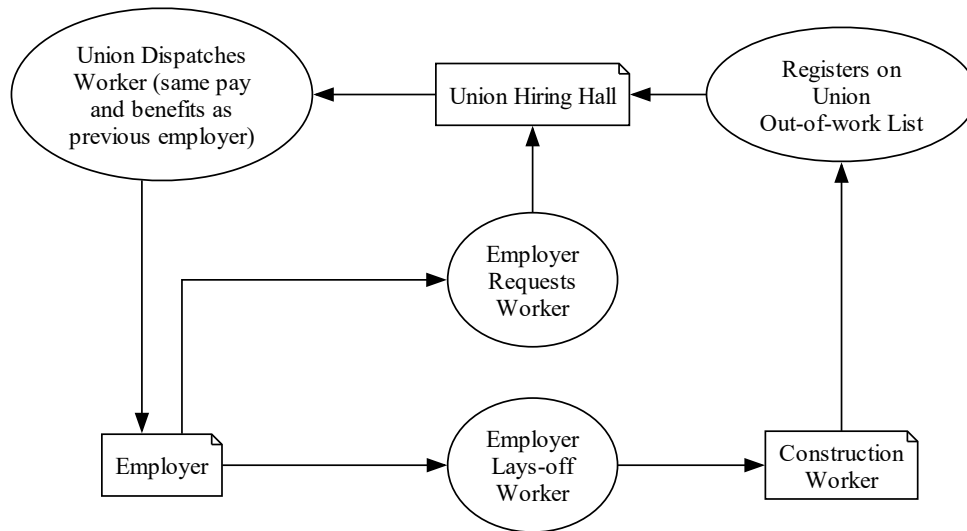 Union Dispatches
Worker (same pay
and benefits as
previous employer)
Union Hiring Hall
Registers on
Union
Out-of-work List
Employer
Requests
Worker
Employer
Employer
Lays-off
Worker
Construction
Worker